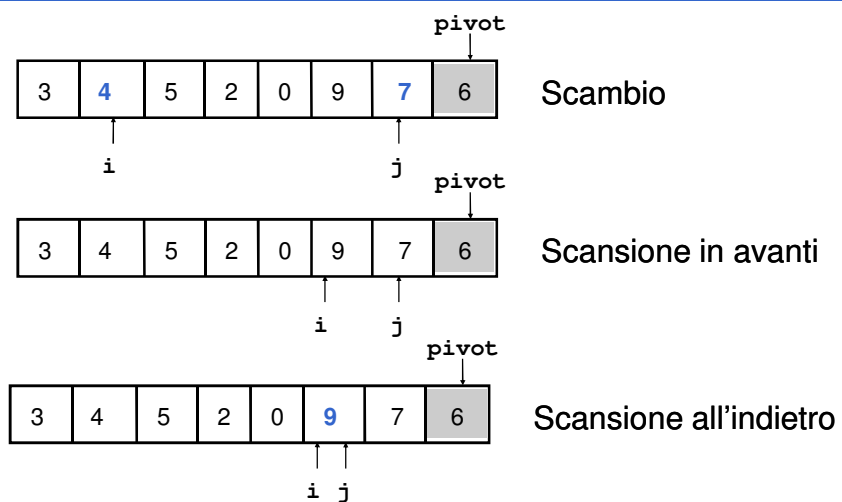 pivot
3 4 5 2 0 9 7 6 Scambio
i j
pivot
3 4 5 2 0 9 7 6 Scansione in avanti
i j
pivot
3 4 5 2 0 9 7 6 Scansione all'indietro
i j